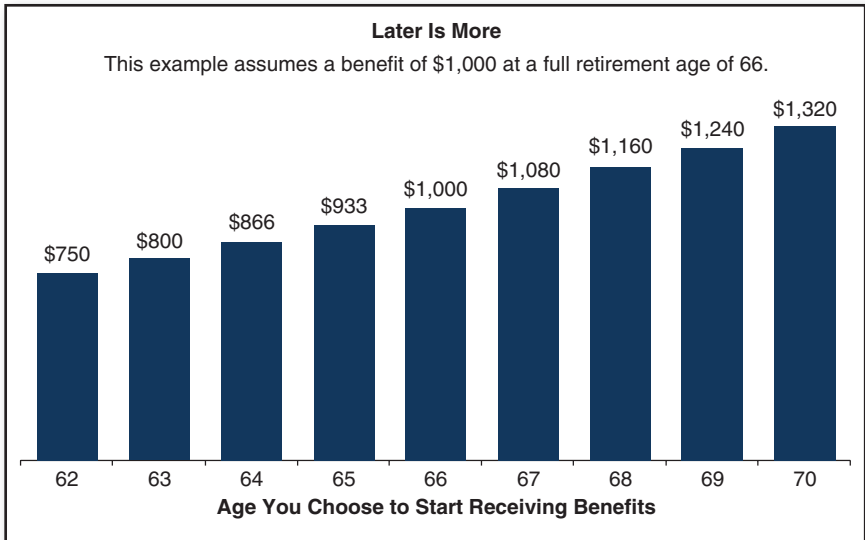 Later Is More
This example assumes a benefit of $1,000 at a full retirement age of 66.
$750
$800
$866
$933
$1,000
$1,080
$1,160
$1,240
$1,320
62 63 64 65 66 67 68 69 70
Age You Choose to Start Receiving Benefits